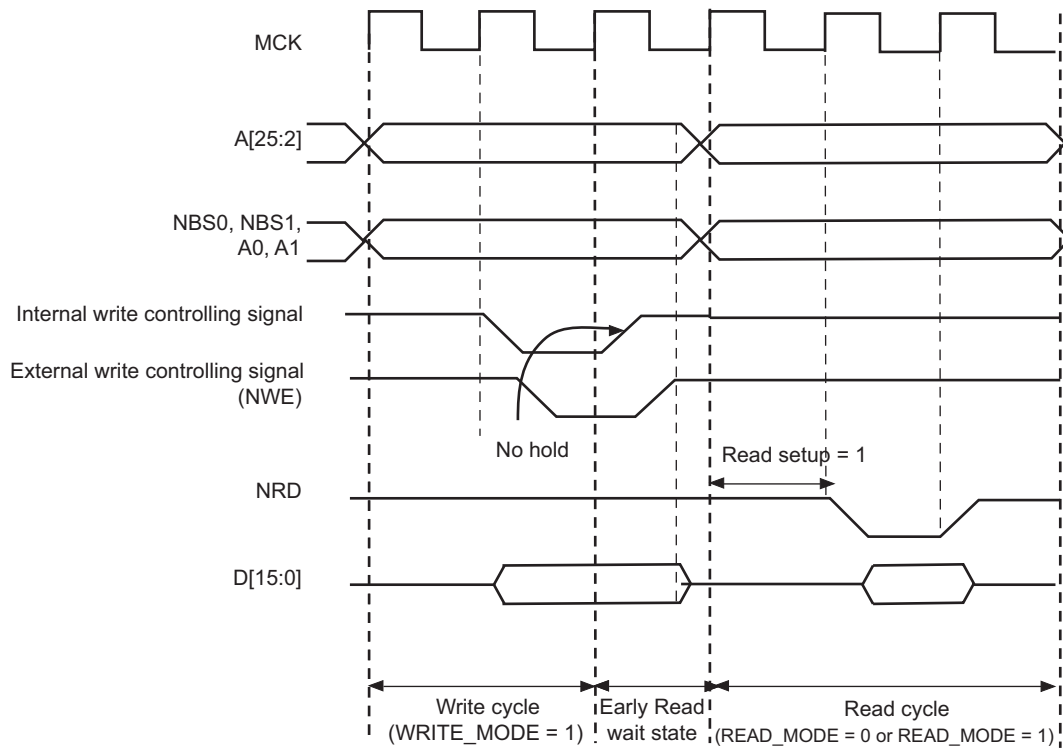 MCK
A[25:2]
NBS0, NBS1,
A0, A1
Internal write controlling signal
External write controlling signal
(NWE)
No hold
Read setup = 1
NRD
D[15:0]
Write cycle
(WRITE_MODE = 1)
Early Read
wait state
Read cycle
(READ_MODE = 0 or READ_MODE = 1)